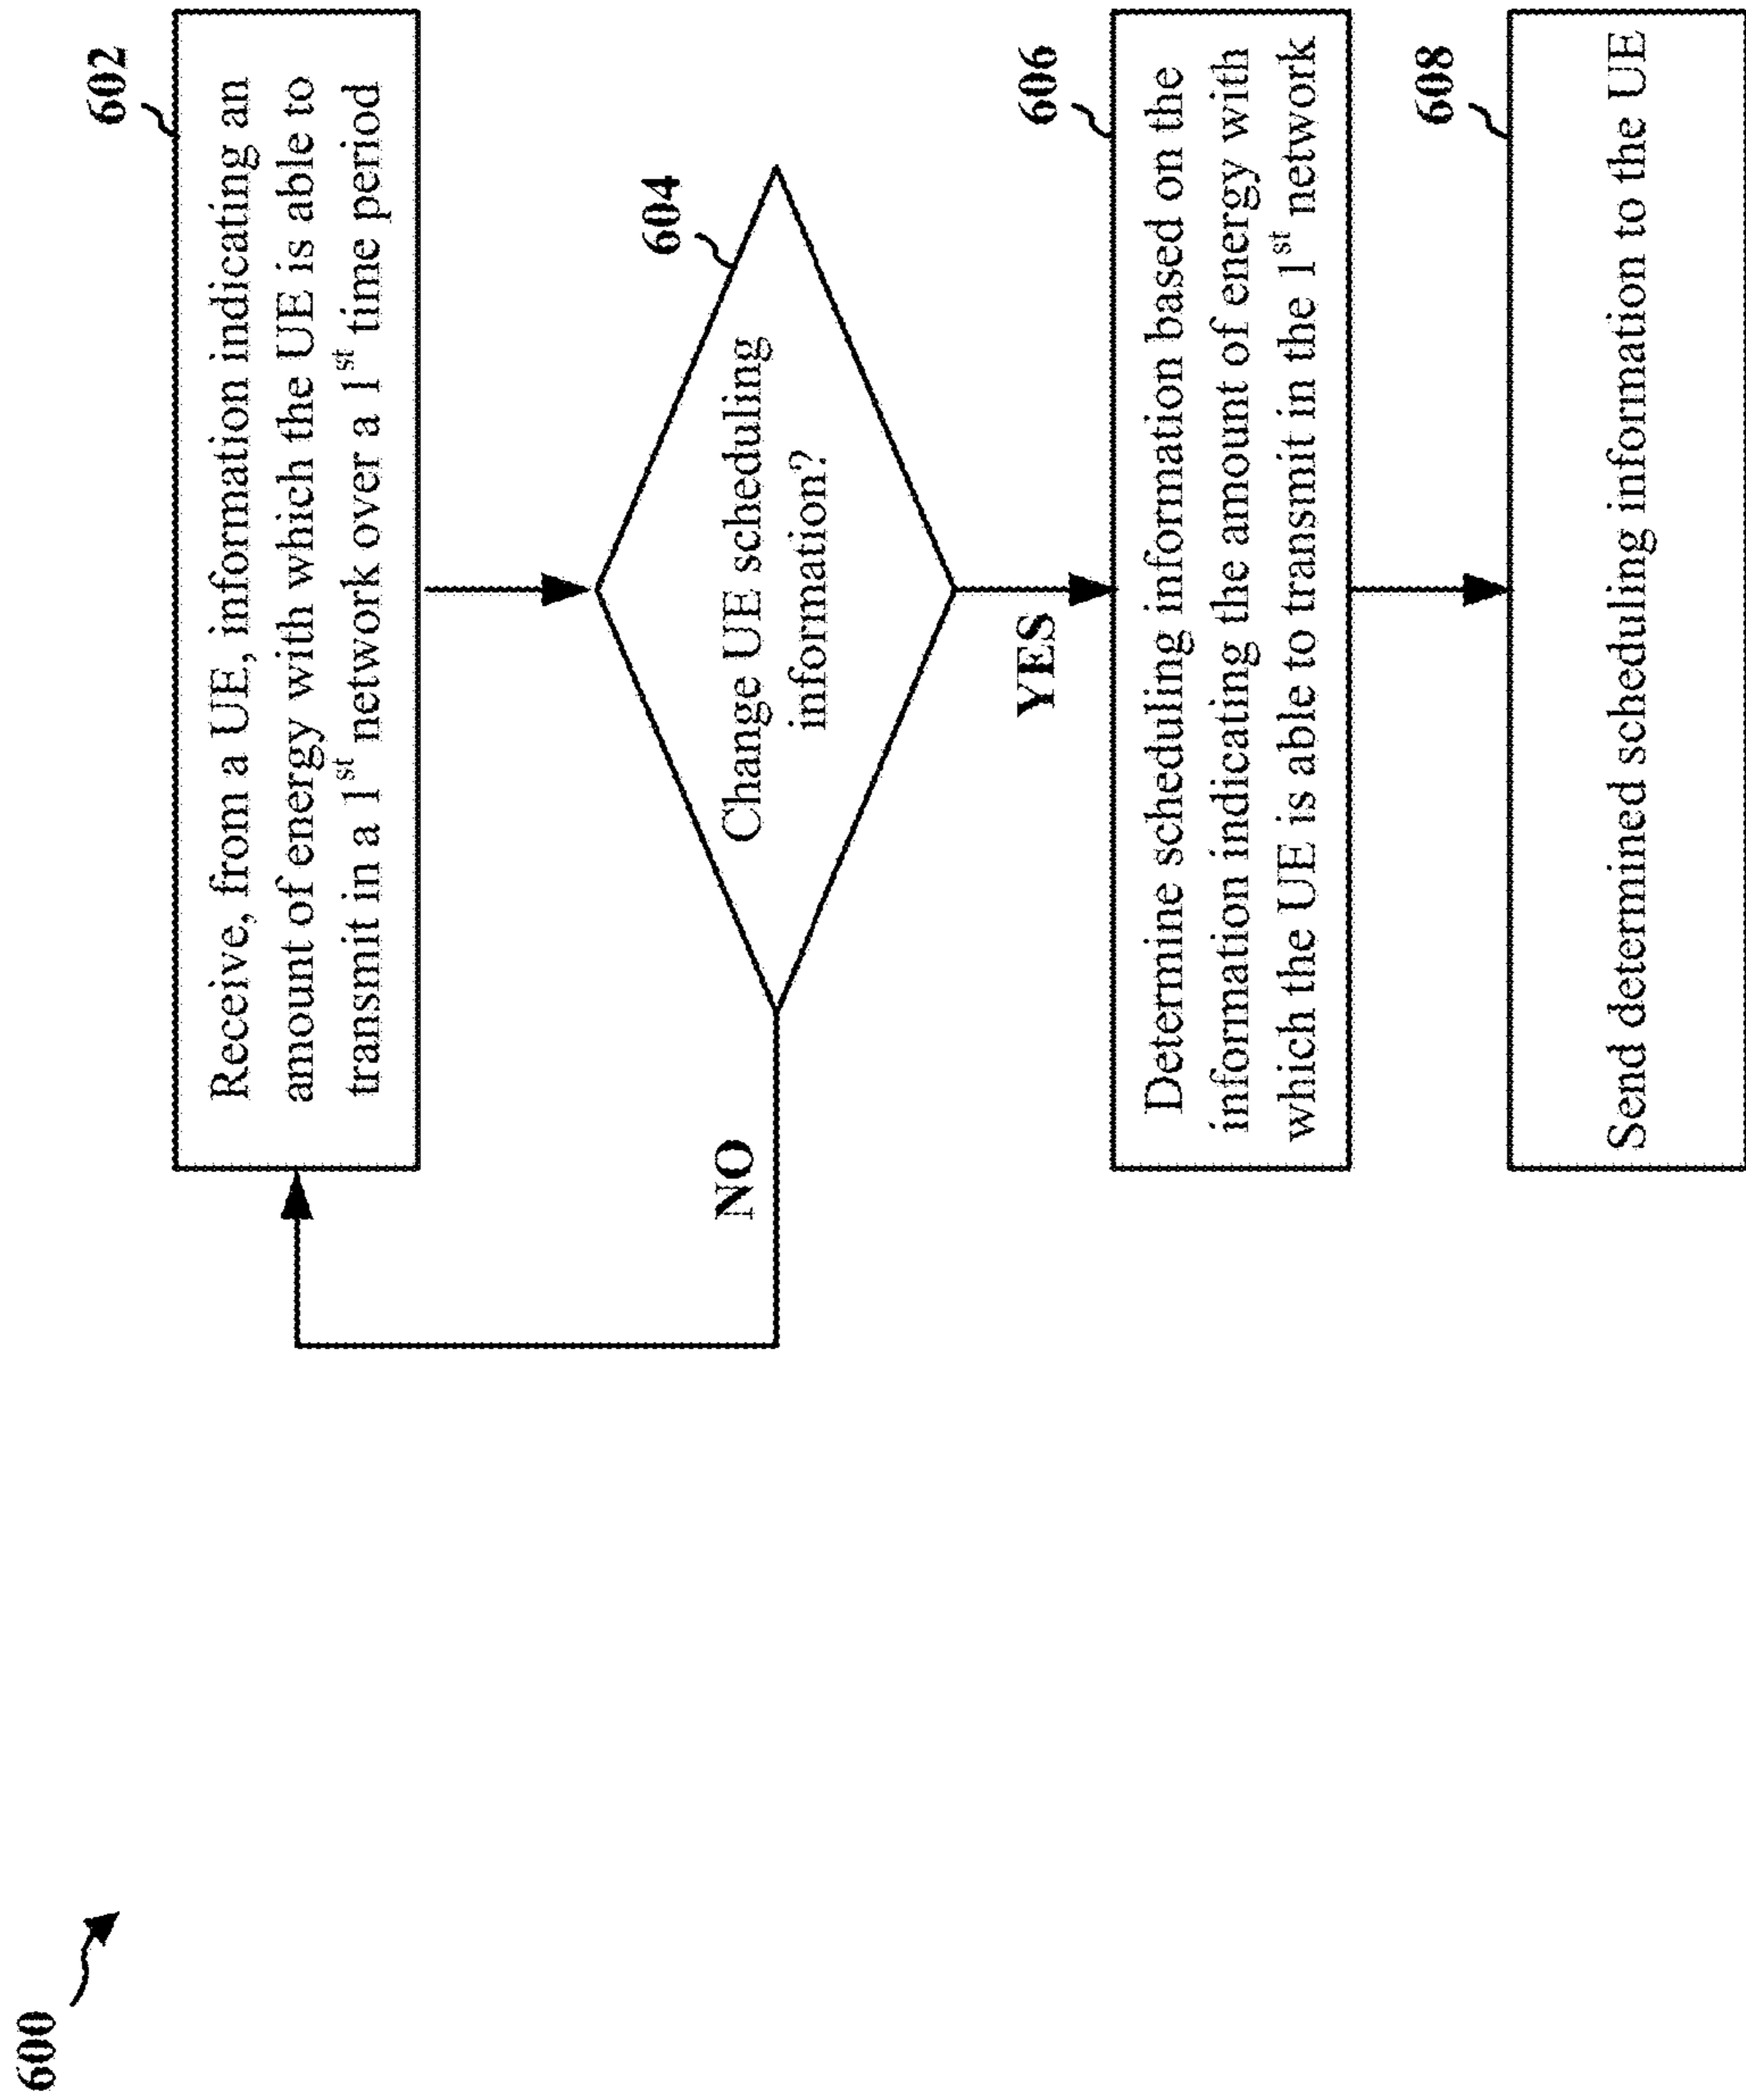 600
602
Receive, from a UE, information indicating an
amount of energy with which the UE is able to
transmit in a 1st network over a 1st time period
604
Change UE scheduling
information?
NO
YES
606
Determine scheduling information based on the
information indicating the amount of energy with
which the UE is able to transmit in the 1st network
608
Send determined scheduling information to the UE